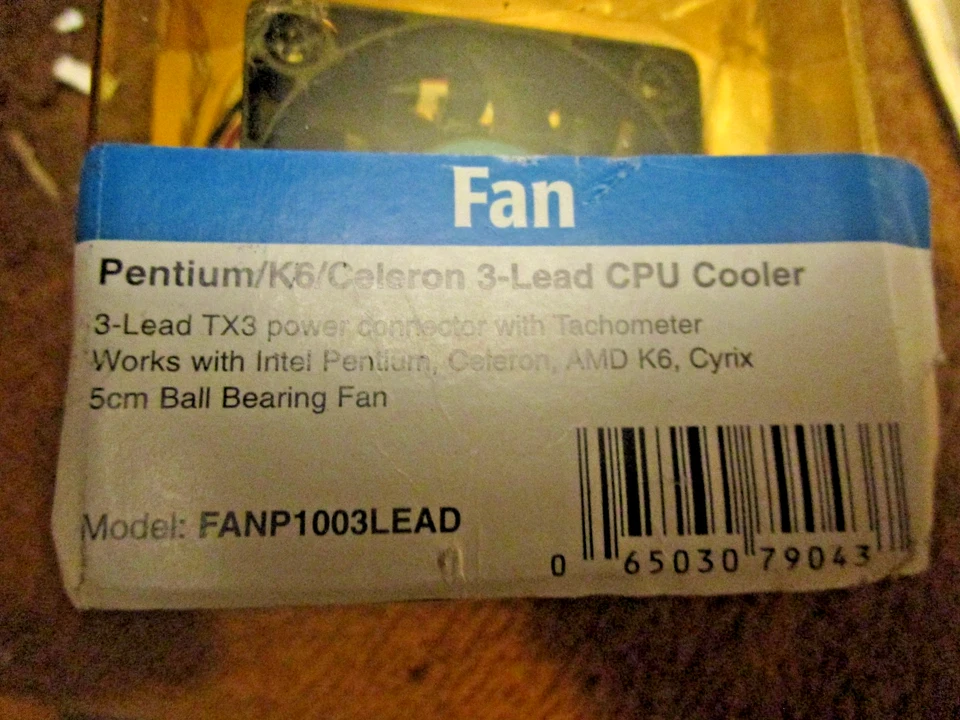 Fan
Pentium/K6/Celeron 3-Lead CPU Cooler
3-Lead TX3 power connector with Tachometer
Works with Intel Pentium, Celeron, AMD K6, Cyrix
5cm Ball Bearing Fan
Model: FANP1003LEAD
0 65030 79043